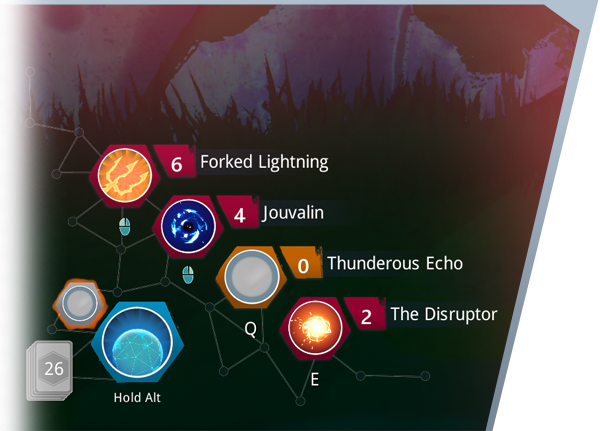 6 Forked Lightning
4 Jouvalin
0 Thunderous Echo
2 The Disruptor
Q
E
26
Hold Alt